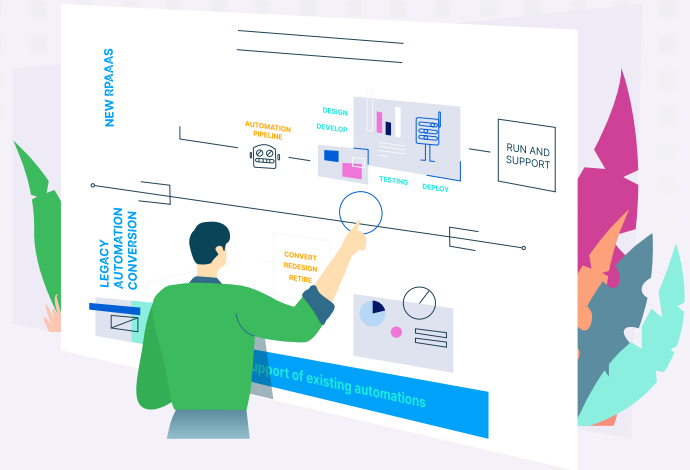 NEW RPAAAS
AUTOMATION
PIPELINE
DESIGN
DEVELOP
TESTING
DEPLOY
RUN AND
SUPPORT
LEGACY
AUTOMATION
CONVERSION
CONVERT
REDESIGN
RETIRE
of existing automations